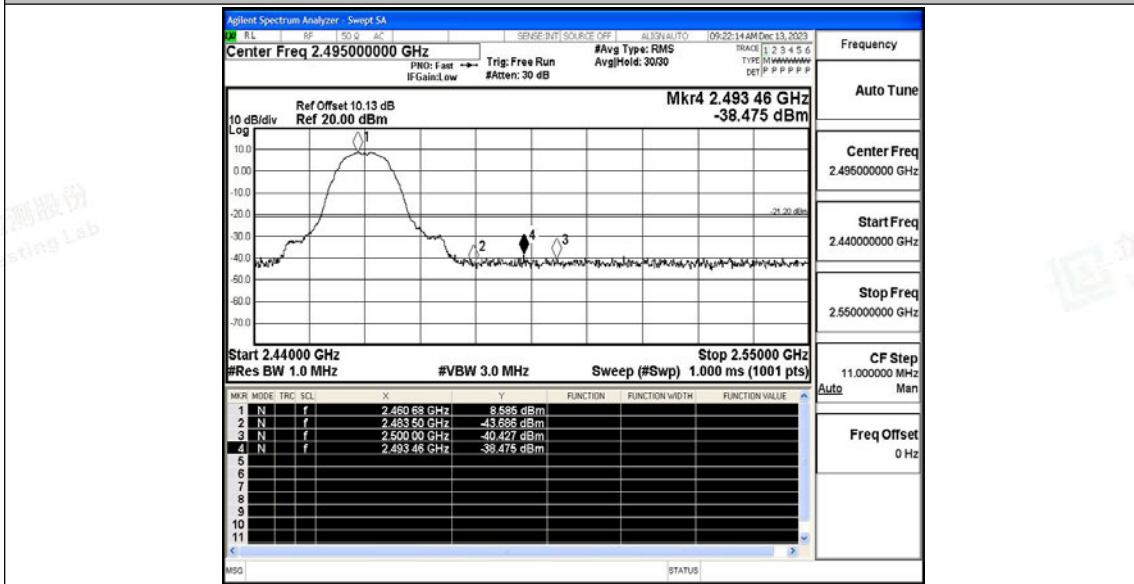 Agilent Spectrum Analyzer - Swept SA
RL RF 50 Ω AC SENSE:INT SOURCE OFF ALIGN AUTO 09:22:14 AM Dec 13, 2023
Center Freq 2.495000000 GHz
PNO: Fast
IFGain:Low
Trig: Free Run
#Atten: 30 dB
#Avg Type: RMS
Avg|Hold: 30/30
TRACE 1 2 3 4 5 6
TYPE M
DET P P P P P P
Frequency
Auto Tune
Center Freq
2.495000000 GHz
Start Freq
2.440000000 GHz
Stop Freq
2.550000000 GHz
CF Step
11.000000 MHz
Auto Man
Freq Offset
0 Hz
Mkr4 2.493 46 GHz
-38.475 dBm
Ref Offset 10.13 dB
10 dB/div Ref 20.00 dBm
Log
10.0
0.00
-10.0
-20.0
-30.0
-40.0
-50.0
-60.0
-70.0
1
-21.20 dBm
2
4
3
Start 2.44000 GHz Stop 2.55000 GHz
#Res BW 1.0 MHz #VBW 3.0 MHz Sweep (#Swp) 1.000 ms (1001 pts)
MKR MODE TRC SCL X Y FUNCTION FUNCTION WIDTH FUNCTION VALUE
1 N f 2.460 68 GHz 8.585 dBm
2 N f 2.483 50 GHz -43.686 dBm
3 N f 2.500 00 GHz -40.427 dBm
4 N f 2.493 46 GHz -38.475 dBm
5
6
7
8
9
10
11
MSG STATUS
测股份
sting Lab
立